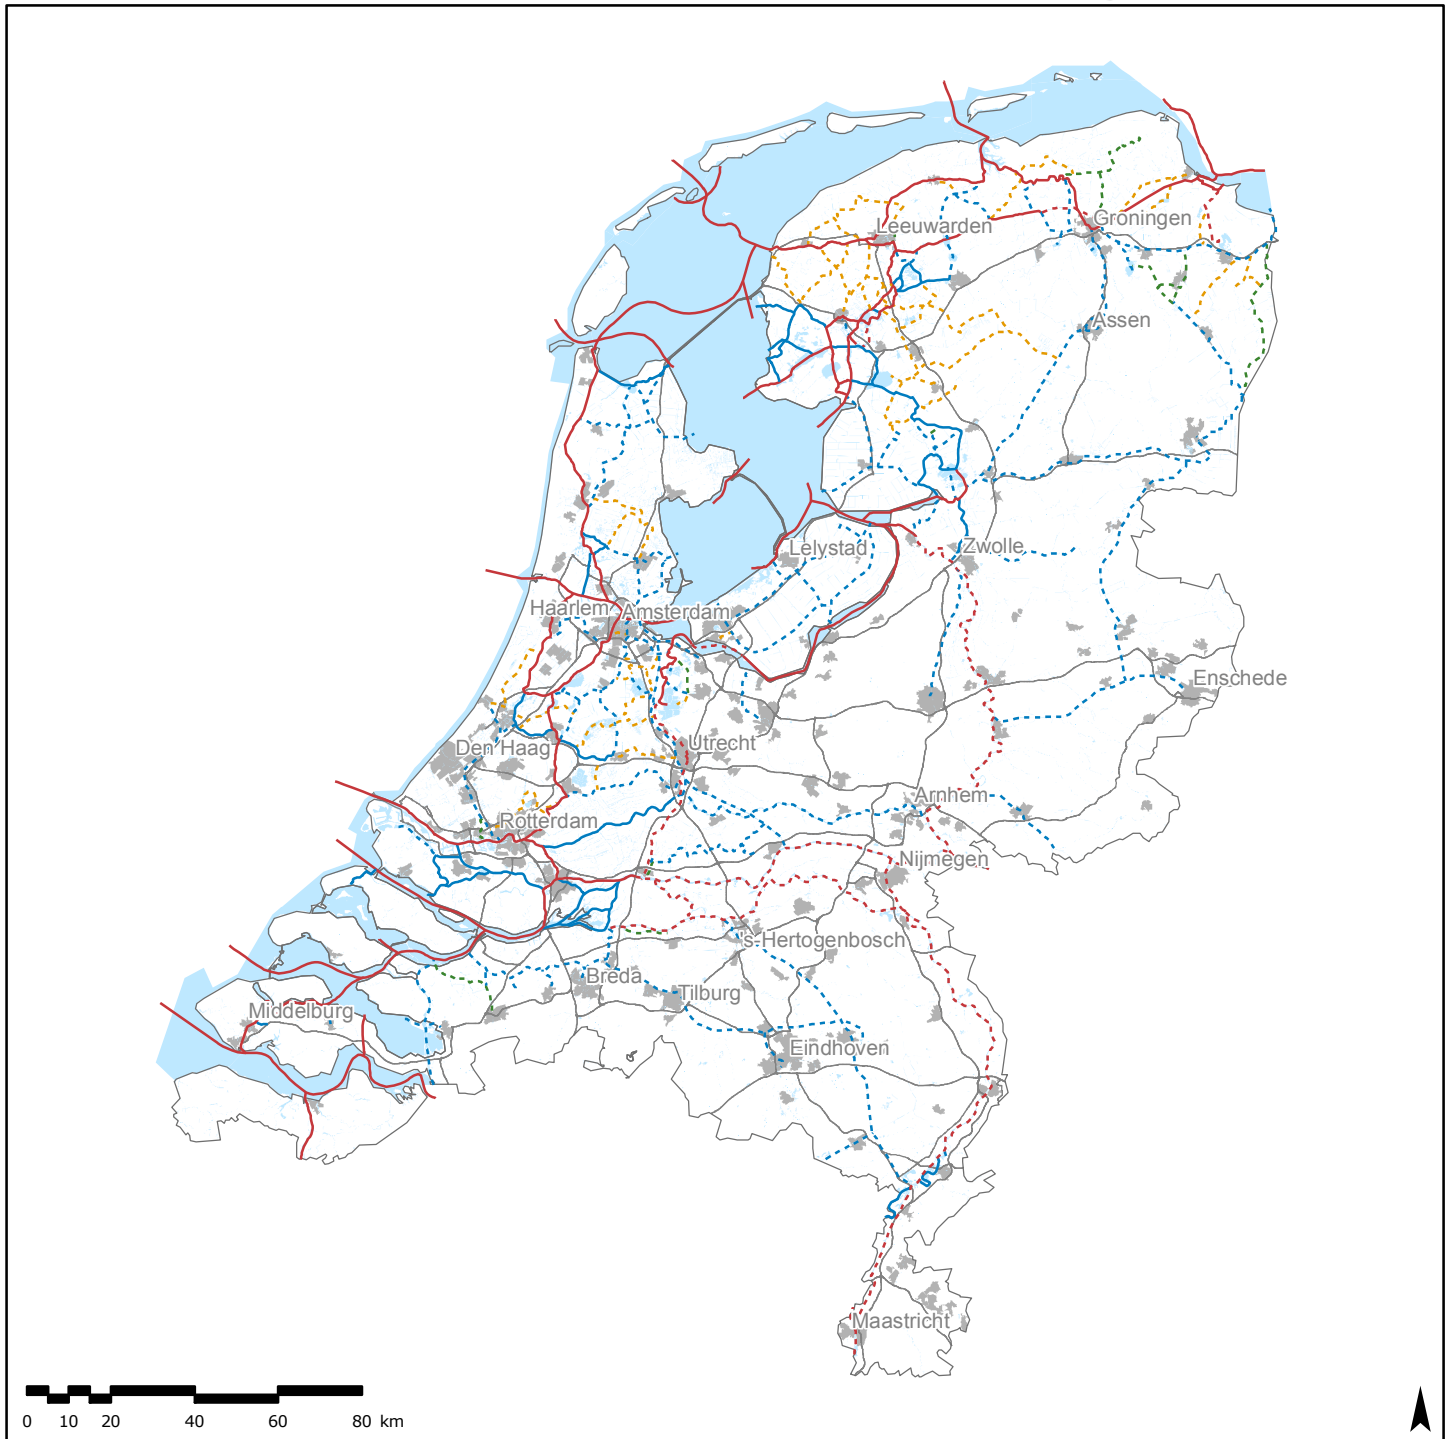 Leeuwarden
Groningen
Assen
Lelystad
Zwolle
Haarlem
Amsterdam
Enschede
Den Haag
Utrecht
Arnhem
Rotterdam
Nijmegen
's-Hertogenbosch
Breda
Tilburg
Middelburg
Eindhoven
Maastricht
0 10 20 40 60 80 km